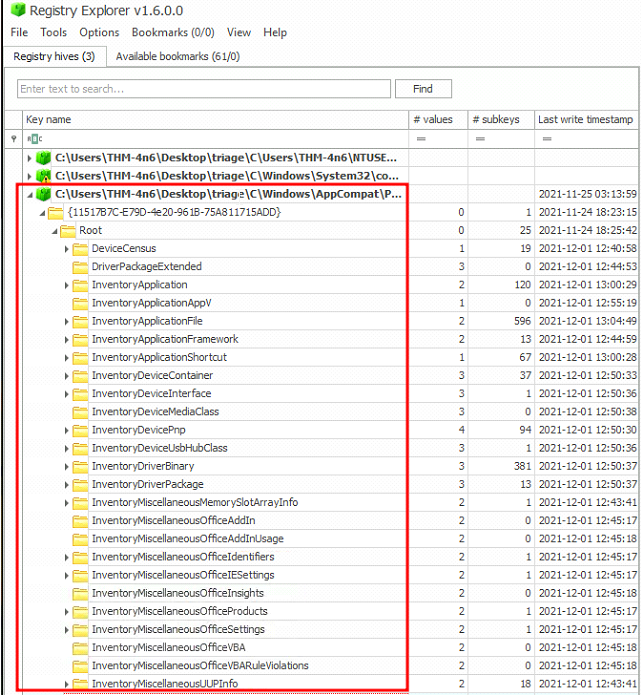 Registry Explorer v1.6.0.0
File Tools Options Bookmarks (0/0) View Help
Registry hives (3) Available bookmarks (61/0)
Enter text to search... Find
Key name # values # subkeys Last write timestamp
C:\Users\THM-4n6\Desktop\triage\C\Users\THM-4n6\NTUSE...
C:\Users\THM-4n6\Desktop\triage\C\Windows\System32\co...
C:\Users\THM-4n6\Desktop\triage\C\Windows\AppCompat\P... 2021-11-25 03:13:59
{11517B7C-E79D-4e20-961B-75A811715ADD} 0 1 2021-11-24 18:23:15
Root 0 25 2021-11-24 18:25:42
DeviceCensus 1 19 2021-12-01 12:40:58
DriverPackageExtended 3 0 2021-12-01 12:44:53
InventoryApplication 2 120 2021-12-01 13:00:29
InventoryApplicationAppV 1 0 2021-12-01 12:55:19
InventoryApplicationFile 2 596 2021-12-01 13:04:49
InventoryApplicationFramework 2 13 2021-12-01 12:44:59
InventoryApplicationShortcut 1 67 2021-12-01 13:00:28
InventoryDeviceContainer 3 37 2021-12-01 12:50:33
InventoryDeviceInterface 3 1 2021-12-01 12:50:36
InventoryDeviceMediaClass 3 0 2021-12-01 12:50:38
InventoryDevicePnp 4 94 2021-12-01 12:50:30
InventoryDeviceUsbHubClass 3 1 2021-12-01 12:50:36
InventoryDriverBinary 3 381 2021-12-01 12:50:37
InventoryDriverPackage 3 13 2021-12-01 12:50:37
InventoryMiscellaneousMemorySlotArrayInfo 2 1 2021-12-01 12:43:41
InventoryMiscellaneousOfficeAddIn 2 0 2021-12-01 12:45:17
InventoryMiscellaneousOfficeAddInUsage 2 0 2021-12-01 12:45:18
InventoryMiscellaneousOfficeIdentifiers 2 1 2021-12-01 12:45:17
InventoryMiscellaneousOfficeIESettings 2 1 2021-12-01 12:45:17
InventoryMiscellaneousOfficeInsights 2 0 2021-12-01 12:45:18
InventoryMiscellaneousOfficeProducts 2 1 2021-12-01 12:45:17
InventoryMiscellaneousOfficeSettings 2 1 2021-12-01 12:45:17
InventoryMiscellaneousOfficeVBA 2 0 2021-12-01 12:45:18
InventoryMiscellaneousOfficeVBARuleViolations 2 0 2021-12-01 12:45:18
InventoryMiscellaneousUUPInfo 2 18 2021-12-01 12:43:41